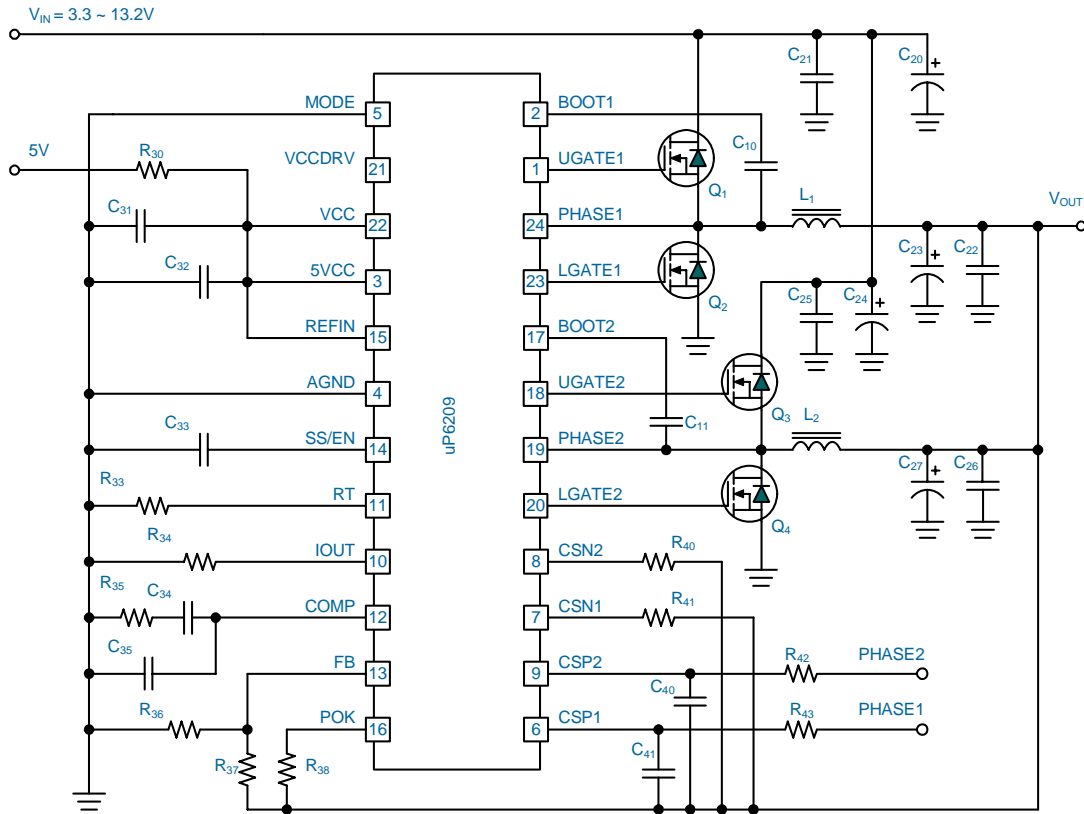 V_IN = 3.3 ~ 13.2V
C21
C20
MODE
5
2
BOOT1
5V
R30
VCCDRV
21
1
UGATE1
Q1
C10
C31
VCC
22
24
PHASE1
L1
V_OUT
C32
5VCC
3
23
LGATE1
Q2
C25
C24
C23
C22
REFIN
15
17
BOOT2
AGND
4
18
UGATE2
Q3
uP6209
C33
SS/EN
14
19
PHASE2
C11
L2
R33
RT
11
20
LGATE2
Q4
C27
C26
R34
IOUT
10
8
CSN2
R40
R35
C34
COMP
12
7
CSN1
R41
C35
FB
13
9
CSP2
C40
R42
PHASE2
R36
POK
16
6
CSP1
C41
R43
PHASE1
R37
R38